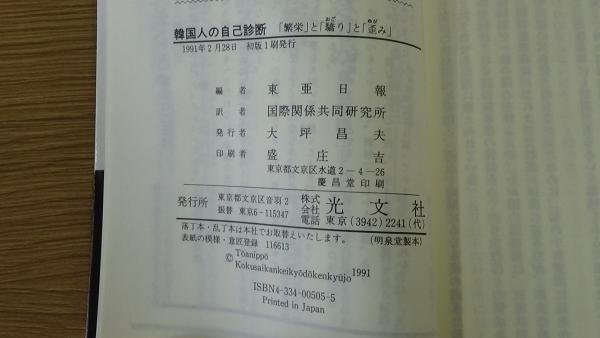 韓国人の自己診断 「繁栄」と「驕り」と「歪み」
1991年2月28日 初版1刷発行
編者 東亜日報
訳者 国際関係共同研究所
発行者 大坪昌夫
印刷者 盛庄吉
東京都文京区水道2-4-26
慶昌堂印刷
発行所 東京都文京区音羽2 株式会社 光文社
振替 東京6-115347 電話 東京(3942)2241(代)
落丁本・乱丁本は本社でお取替えいたします。 (明泉堂製本)
表紙の模様・意匠登録 116613
© Tōanippō
Kokusaikankeikyōdōkenkyūjo 1991
ISBN4-334-00505-5
Printed in Japan